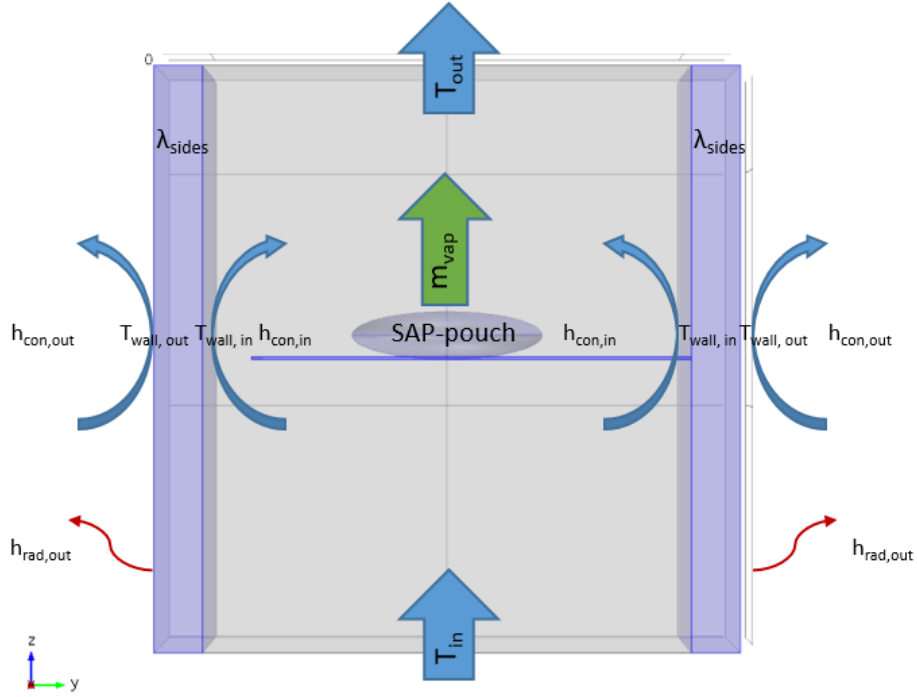 T_out
0
λ_sides λ_sides
m_vap
SAP-pouch
h_con,out T_wall, out T_wall, in h_con,in h_con,in T_wall, in T_wall, out h_con,out
h_rad,out h_rad,out
T_in
z
y